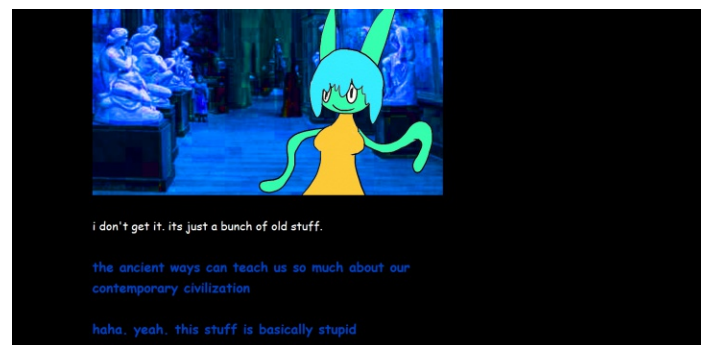 i don't get it. its just a bunch of old stuff.
the ancient ways can teach us so much about our
contemporary civilization
haha. yeah. this stuff is basically stupid